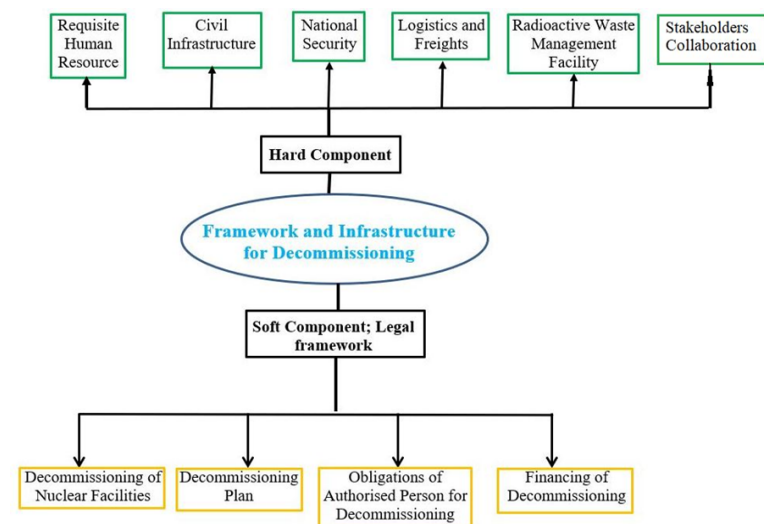 Requisite
Human
Resource
Civil
Infrastructure
National
Security
Logistics and
Freights
Radioactive Waste
Management
Facility
Stakeholders
Collaboration
Hard Component
Framework and Infrastructure
for Decommissioning
Soft Component; Legal
framework
Decommissioning of
Nuclear Facilities
Decommissioning
Plan
Obligations of
Authorised Person for
Decommissioning
Financing of
Decommissioning